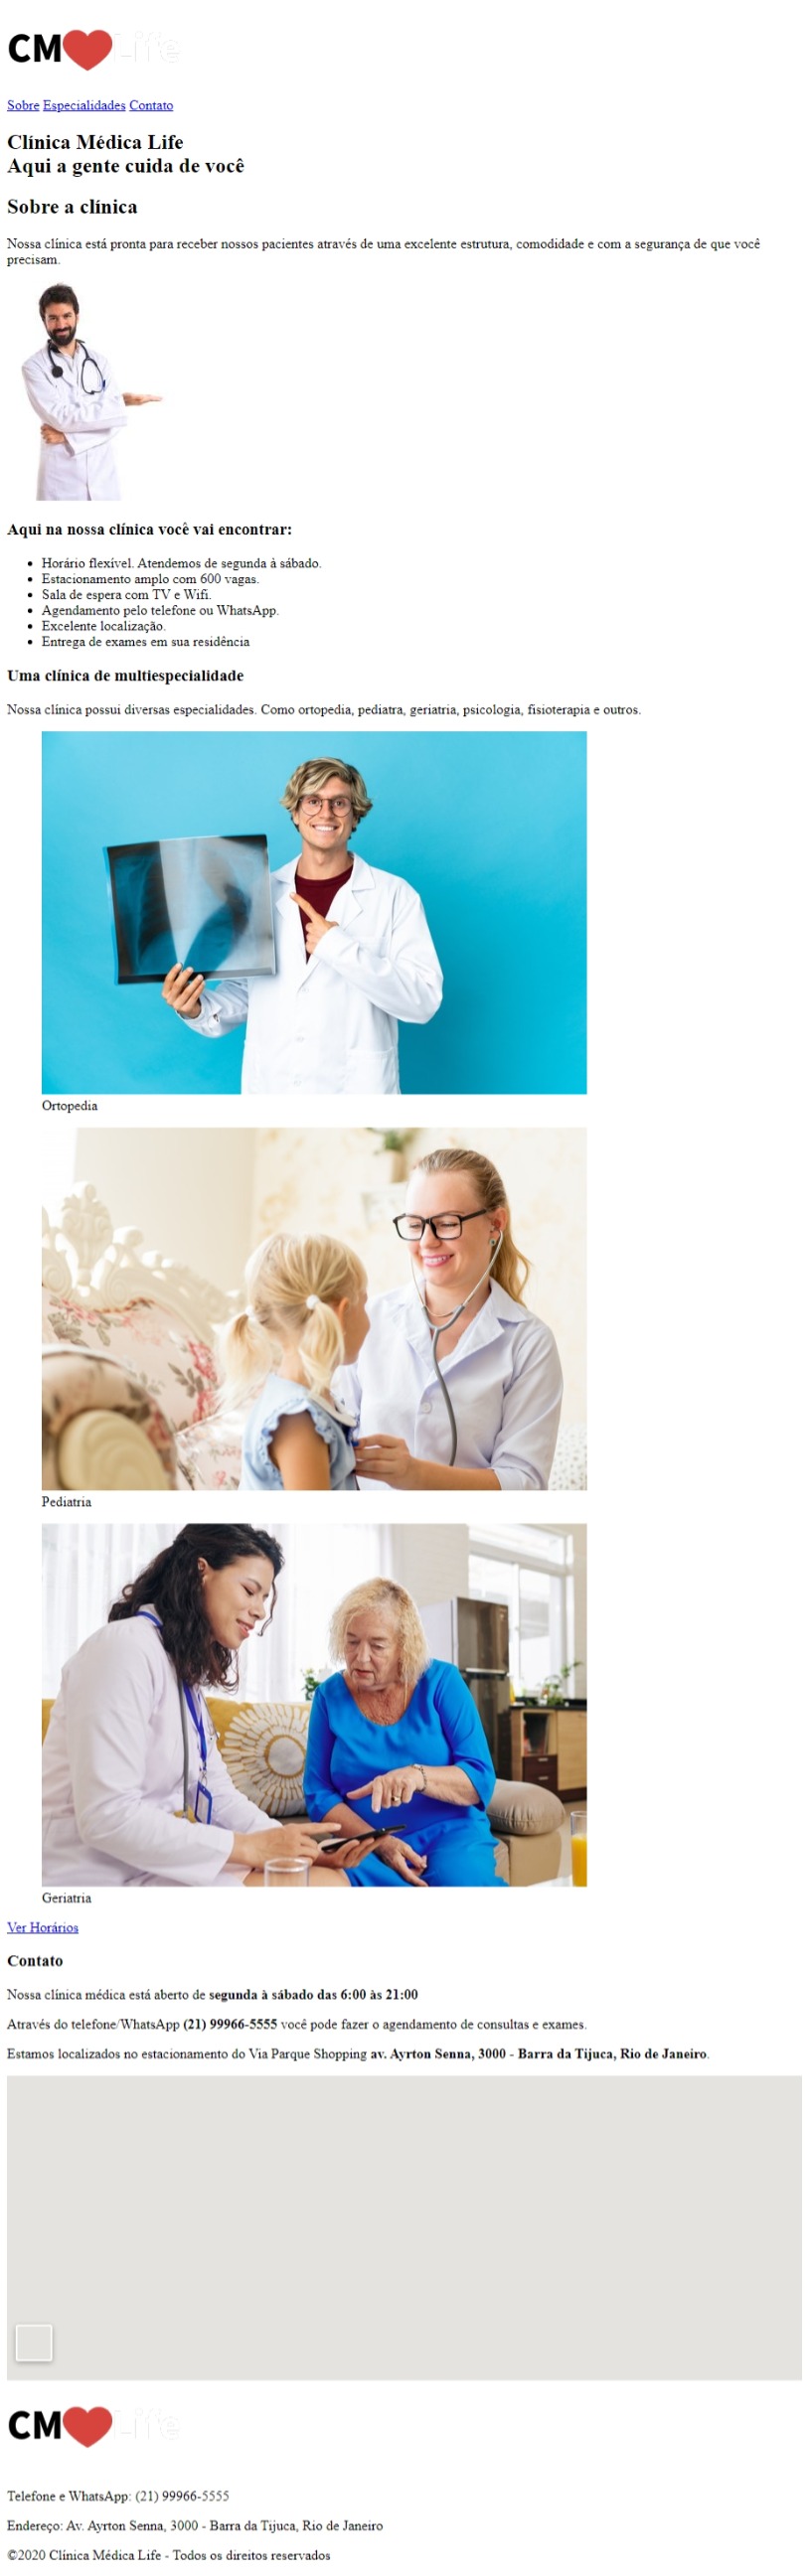 CM Life
Sobre Especialidades Contato
Clínica Médica Life
Aqui a gente cuida de você
Sobre a clínica
Nossa clínica está pronta para receber nossos pacientes através de uma excelente estrutura, comodidade e com a segurança de que você
precisam.
Aqui na nossa clínica você vai encontrar:
Horário flexível. Atendemos de segunda à sábado.
Estacionamento amplo com 600 vagas.
Sala de espera com TV e Wifi.
Agendamento pelo telefone ou WhatsApp.
Excelente localização.
Entrega de exames em sua residência
Uma clínica de multiespecialidade
Nossa clínica possui diversas especialidades. Como ortopedia, pediatra, geriatria, psicologia, fisioterapia e outros.
Ortopedia
Pediatria
Geriatria
Ver Horários
Contato
Nossa clínica médica está aberto de segunda à sábado das 6:00 às 21:00
Através do telefone/WhatsApp (21) 99966-5555 você pode fazer o agendamento de consultas e exames.
Estamos localizados no estacionamento do Via Parque Shopping av. Ayrton Senna, 3000 - Barra da Tijuca, Rio de Janeiro.
CM Life
Telefone e WhatsApp: (21) 99966-5555
Endereço: Av. Ayrton Senna, 3000 - Barra da Tijuca, Rio de Janeiro
©2020 Clínica Médica Life - Todos os direitos reservados